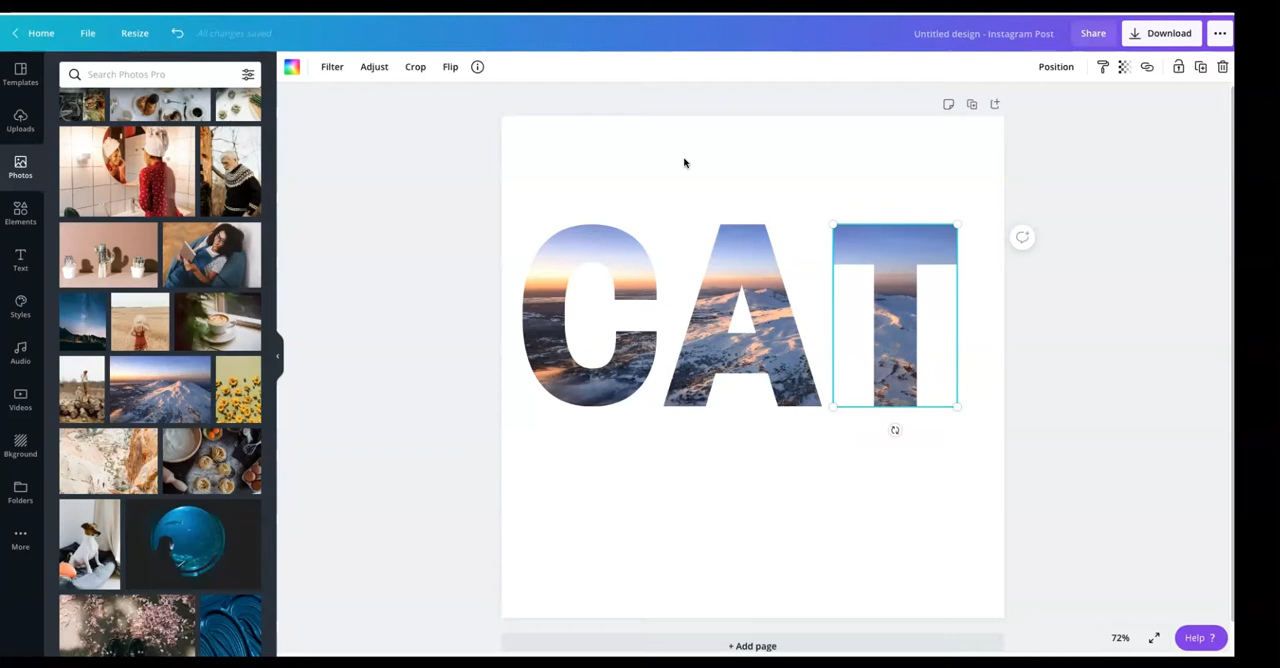 Home File Resize All changes saved Untitled design - Instagram Post Share Download
Templates
Uploads
Photos
Elements
Text
Styles
Audio
Videos
Bkground
Folders
More
Search Photos Pro
Filter Adjust Crop Flip Position
CAT
+ Add page
72% Help ?